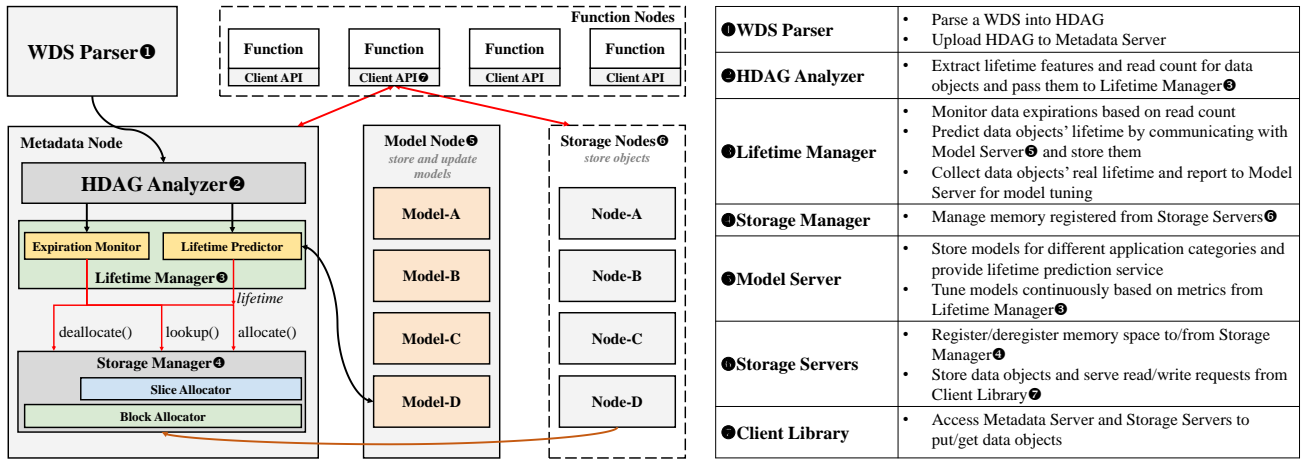 WDS Parser❶
Function Nodes
Function
Client API
Function
Client API❼
Function
Client API
Function
Client API
Metadata Node
HDAG Analyzer❷
Expiration Monitor
Lifetime Predictor
Lifetime Manager❸
lifetime
deallocate()
lookup()
allocate()
Storage Manager❹
Slice Allocator
Block Allocator
Model Node❺
store and update
models
Model-A
Model-B
Model-C
Model-D
Storage Nodes❻
store objects
Node-A
Node-B
Node-C
Node-D
❶WDS Parser
• Parse a WDS into HDAG
• Upload HDAG to Metadata Server
❷HDAG Analyzer
• Extract lifetime features and read count for data
objects and pass them to Lifetime Manager❸
❸Lifetime Manager
• Monitor data expirations based on read count
• Predict data objects' lifetime by communicating with
Model Server❺ and store them
• Collect data objects' real lifetime and report to Model
Server for model tuning
❹Storage Manager
• Manage memory registered from Storage Servers❻
❺Model Server
• Store models for different application categories and
provide lifetime prediction service
• Tune models continuously based on metrics from
Lifetime Manager❸
❻Storage Servers
• Register/deregister memory space to/from Storage
Manager❹
• Store data objects and serve read/write requests from
Client Library❼
❼Client Library
• Access Metadata Server and Storage Servers to
put/get data objects